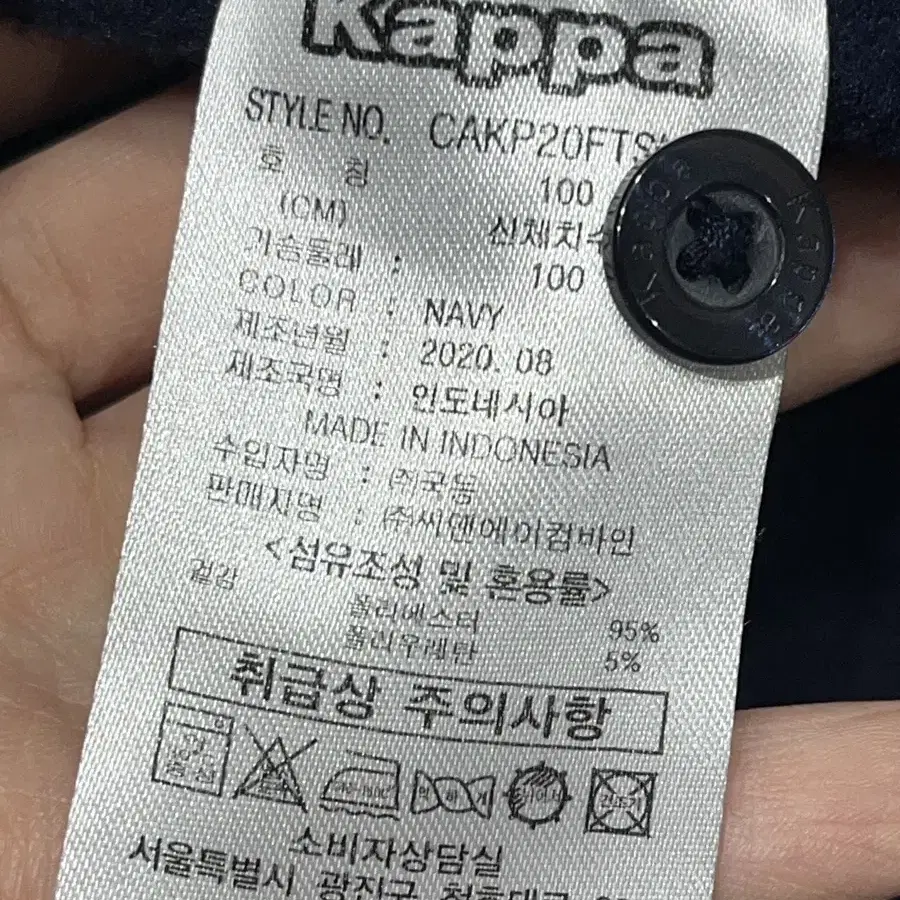 Kappa
STYLE NO. CAKP20FTS
호 칭 100
(CM) 신체치수
가슴둘레 : 100
COLOR : NAVY
제조년월 : 2020. 08
제조국명 : 인도네시아
MADE IN INDONESIA
수입자명 : ㈜국동
판매자명 : ㈜씨앤에이컴바인
<섬유조성 및 혼용률>
겉감
폴리에스터 95%
폴리우레탄 5%
취급상 주의사항
중성
소비자상담실
서울특별시 광진구
kappa kappa